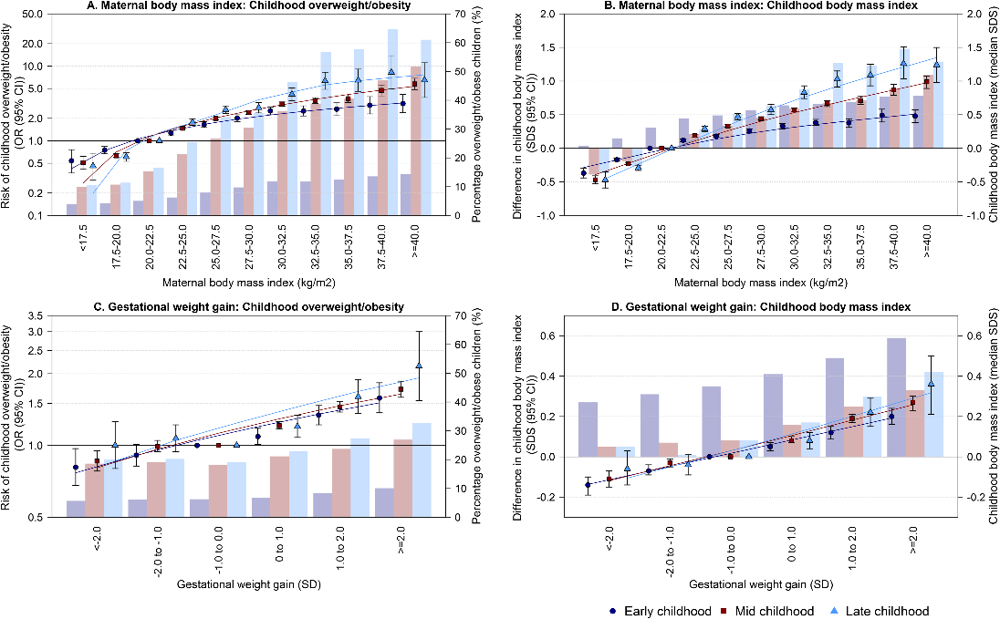 A. Maternal body mass index: Childhood overweight/obesity
50.0
20.0
10.0
5.0
2.0
1.0
0.5
0.2
0.1
Risk of childhood overweight/obesity
(OR (95% CI))
70
60
50
40
30
20
10
0
Percentage overweight/obese children (%)
<17.5
17.5-20.0
20.0-22.5
22.5-25.0
25.0-27.5
27.5-30.0
30.0-32.5
32.5-35.0
35.0-37.5
37.5-40.0
>=40.0
Maternal body mass index (kg/m2)
B. Maternal body mass index: Childhood body mass index
2.0
1.5
1.0
0.5
0.0
-0.5
-1.0
Difference in childhood body mass index
(SDS (95% CI))
2.0
1.5
1.0
0.5
0.0
-0.5
-1.0
Childhood body mass index (median SDS)
<17.5
17.5-20.0
20.0-22.5
22.5-25.0
25.0-27.5
27.5-30.0
30.0-32.5
32.5-35.0
35.0-37.5
37.5-40.0
>=40.0
Maternal body mass index (kg/m2)
C. Gestational weight gain: Childhood overweight/obesity
3.5
3.0
2.5
2.0
1.5
1.0
0.5
Risk of childhood overweight/obesity
(OR (95% CI))
70
60
50
40
30
20
10
0
Percentage overweight/obese children (%)
<-2.0
-2.0 to -1.0
-1.0 to 0.0
0 to 1.0
1.0 to 2.0
>=2.0
Gestational weight gain (SD)
D. Gestational weight gain: Childhood body mass index
0.6
0.4
0.2
0.0
-0.2
Difference in childhood body mass index
(SDS (95% CI))
0.6
0.4
0.2
0.0
-0.2
Childhood body mass index (median SDS)
<-2.0
-2.0 to -1.0
-1.0 to 0.0
0 to 1.0
1.0 to 2.0
>=2.0
Gestational weight gain (SD)
Early childhood
Mid childhood
Late childhood